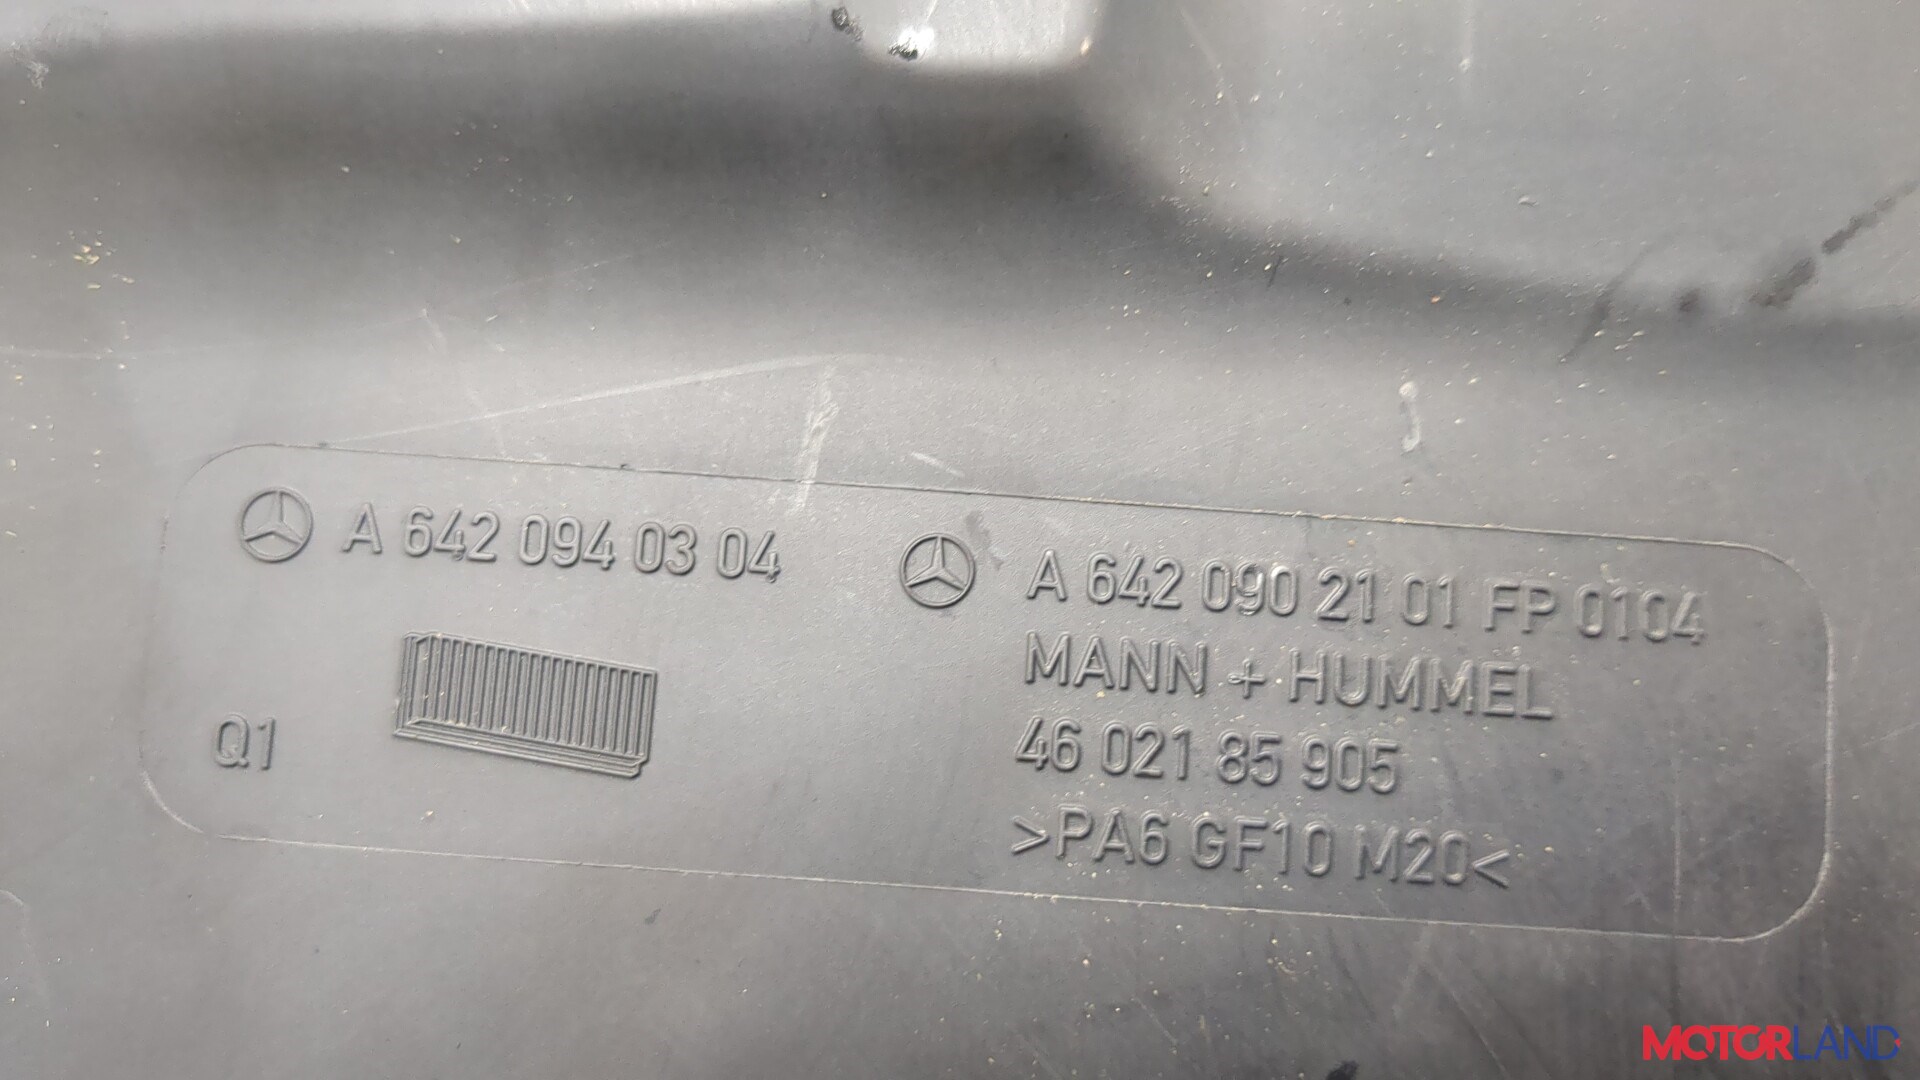 A 642 094 03 04
Q1
A 642 090 21 01 FP 0104
MANN + HUMMEL
46 021 85 905
>PA6 GF10 M20<
MOTORLAND